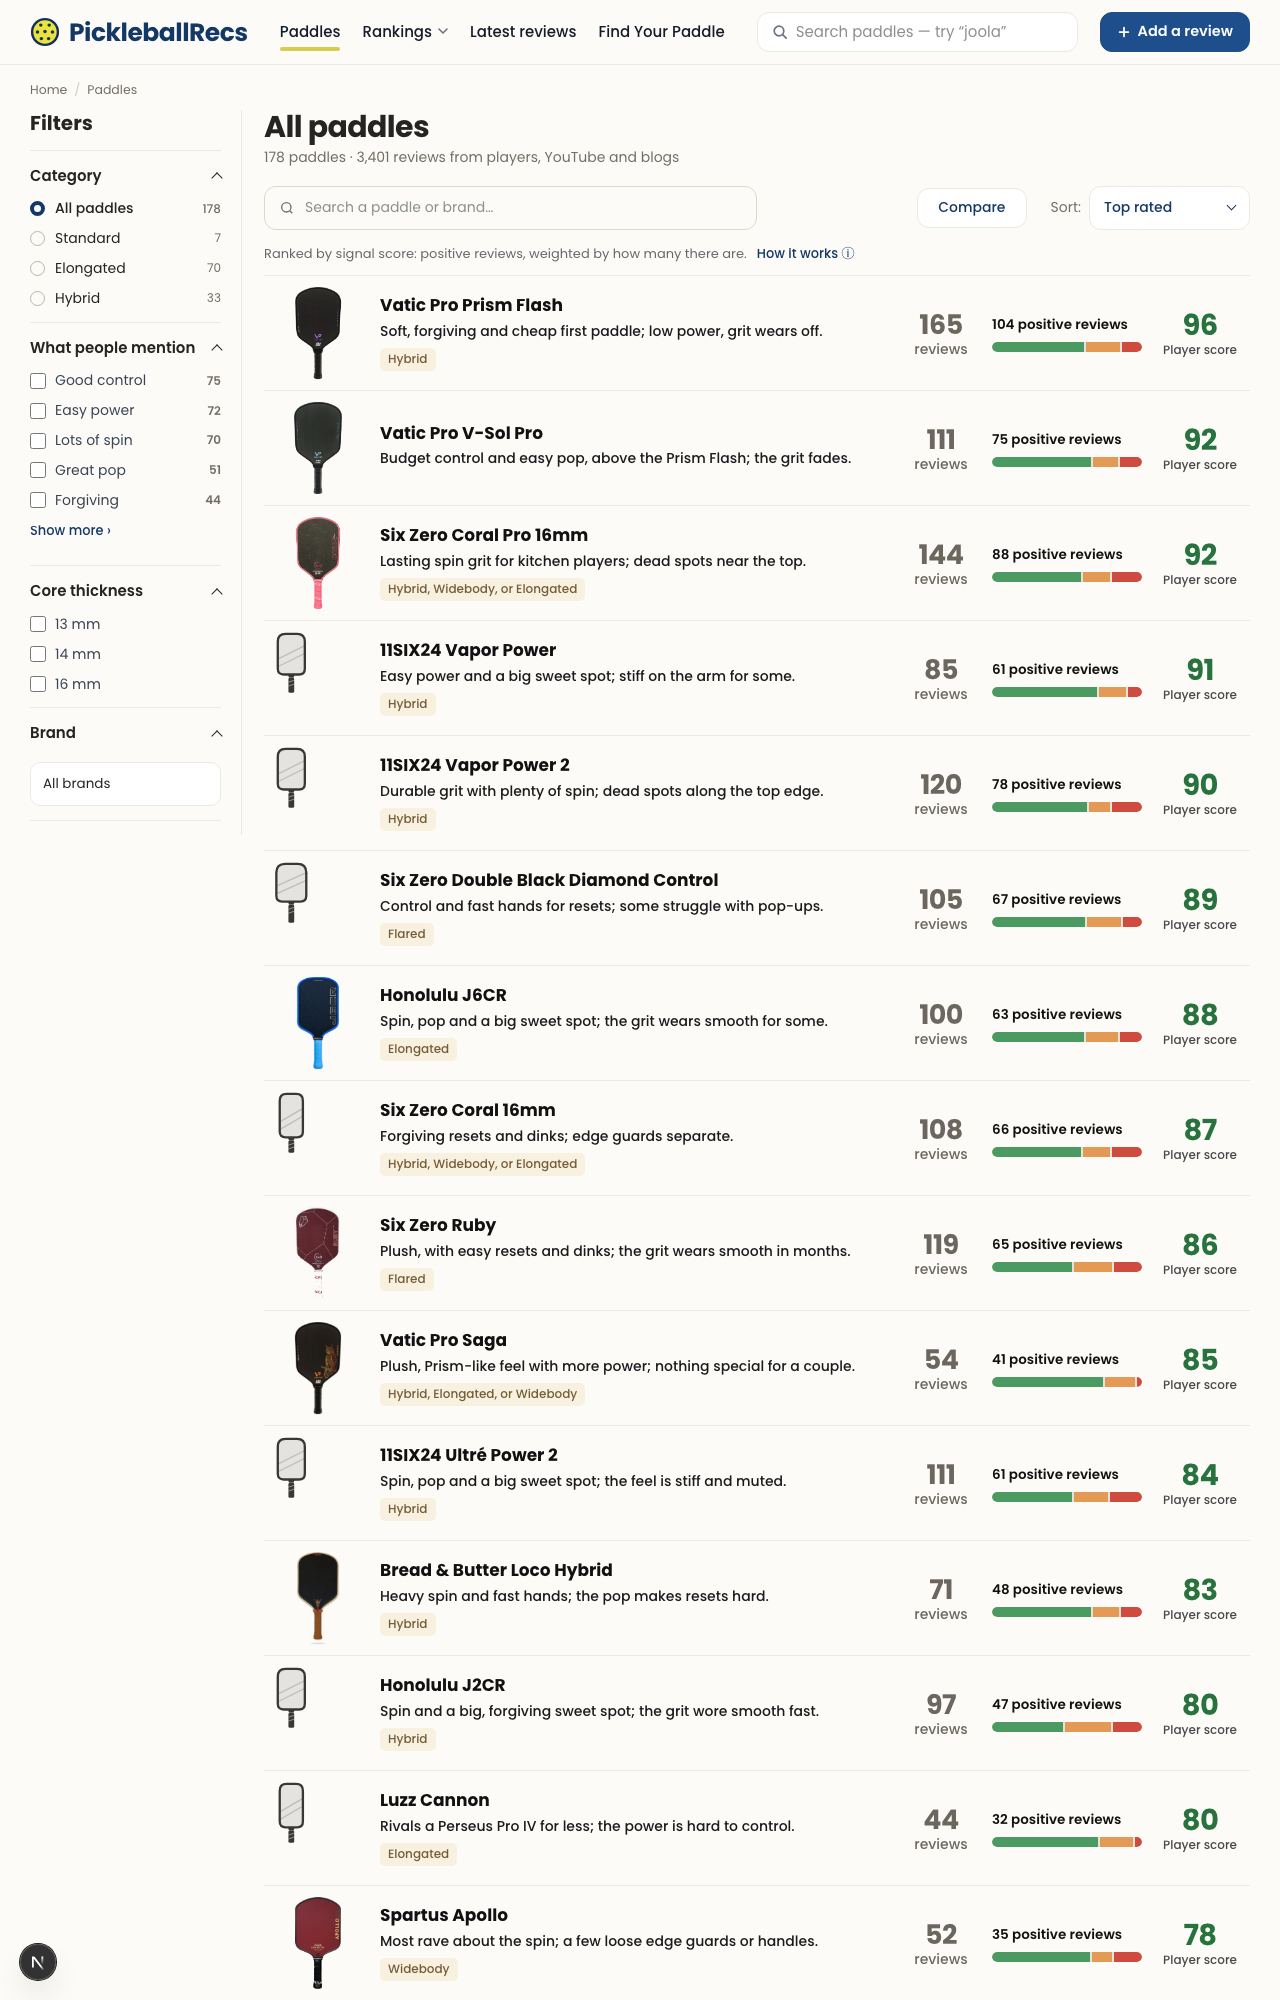 PickleballRecs
Paddles
Rankings
Latest reviews
Find Your Paddle
Search paddles — try “joola”
+ Add a review
Home / Paddles
Filters
Category
All paddles 178
Standard 7
Elongated 70
Hybrid 33
What people mention
Good control 75
Easy power 72
Lots of spin 70
Great pop 51
Forgiving 44
Show more ›
Core thickness
13 mm
14 mm
16 mm
Brand
All brands
All paddles
178 paddles · 3,401 reviews from players, YouTube and blogs
Search a paddle or brand…
Compare
Sort: Top rated
Ranked by signal score: positive reviews, weighted by how many there are. How it works ⓘ
Vatic Pro Prism Flash
Soft, forgiving and cheap first paddle; low power, grit wears off.
Hybrid
165 reviews
104 positive reviews
96 Player score
Vatic Pro V-Sol Pro
Budget control and easy pop, above the Prism Flash; the grit fades.
111 reviews
75 positive reviews
92 Player score
Six Zero Coral Pro 16mm
Lasting spin grit for kitchen players; dead spots near the top.
Hybrid, Widebody, or Elongated
144 reviews
88 positive reviews
92 Player score
11SIX24 Vapor Power
Easy power and a big sweet spot; stiff on the arm for some.
Hybrid
85 reviews
61 positive reviews
91 Player score
11SIX24 Vapor Power 2
Durable grit with plenty of spin; dead spots along the top edge.
Hybrid
120 reviews
78 positive reviews
90 Player score
Six Zero Double Black Diamond Control
Control and fast hands for resets; some struggle with pop-ups.
Flared
105 reviews
67 positive reviews
89 Player score
Honolulu J6CR
Spin, pop and a big sweet spot; the grit wears smooth for some.
Elongated
100 reviews
63 positive reviews
88 Player score
Six Zero Coral 16mm
Forgiving resets and dinks; edge guards separate.
Hybrid, Widebody, or Elongated
108 reviews
66 positive reviews
87 Player score
Six Zero Ruby
Plush, with easy resets and dinks; the grit wears smooth in months.
Flared
119 reviews
65 positive reviews
86 Player score
Vatic Pro Saga
Plush, Prism-like feel with more power; nothing special for a couple.
Hybrid, Elongated, or Widebody
54 reviews
41 positive reviews
85 Player score
11SIX24 Ultré Power 2
Spin, pop and a big sweet spot; the feel is stiff and muted.
Hybrid
111 reviews
61 positive reviews
84 Player score
Bread & Butter Loco Hybrid
Heavy spin and fast hands; the pop makes resets hard.
Hybrid
71 reviews
48 positive reviews
83 Player score
Honolulu J2CR
Spin and a big, forgiving sweet spot; the grit wore smooth fast.
Hybrid
97 reviews
47 positive reviews
80 Player score
Luzz Cannon
Rivals a Perseus Pro IV for less; the power is hard to control.
Elongated
44 reviews
32 positive reviews
80 Player score
Spartus Apollo
Most rave about the spin; a few loose edge guards or handles.
Widebody
52 reviews
35 positive reviews
78 Player score
N